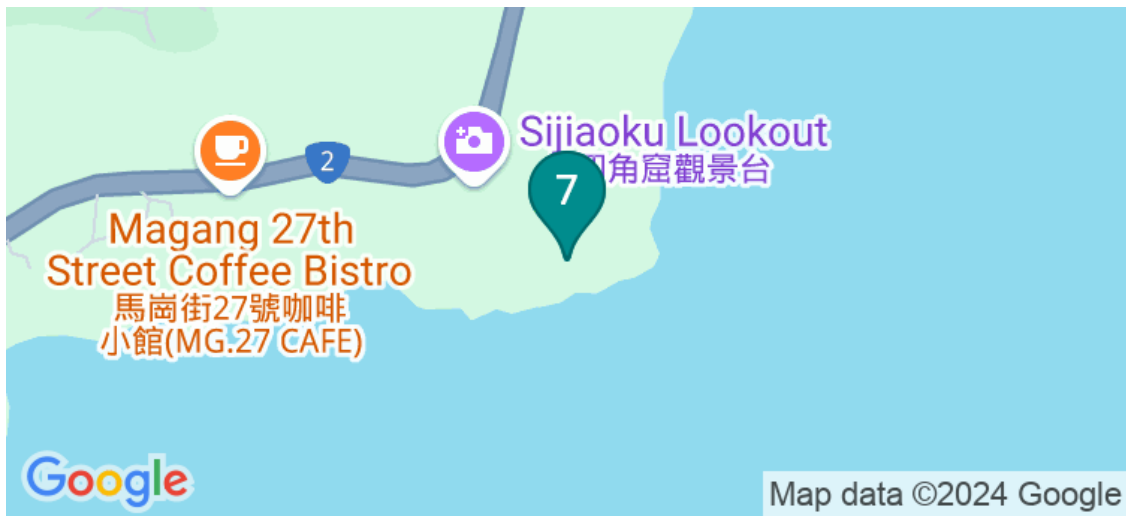 Sijiaoku Lookout
角窟觀景台
7
2
Magang 27th
Street Coffee Bistro
馬崗街27號咖啡
小館(MG.27 CAFE)
Google
Map data ©2024 Google